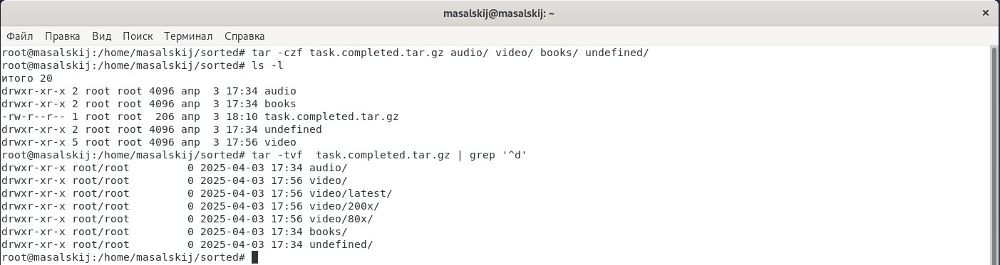 masalskij@masalskij: ~
×
Файл Правка Вид Поиск Терминал Справка
root@masalskij:/home/masalskij/sorted# tar -czf task.completed.tar.gz audio/ video/ books/ undefined/
root@masalskij:/home/masalskij/sorted# ls -l
итого 20
drwxr-xr-x 2 root root 4096 апр  3 17:34 audio
drwxr-xr-x 2 root root 4096 апр  3 17:34 books
-rw-r--r-- 1 root root  206 апр  3 18:10 task.completed.tar.gz
drwxr-xr-x 2 root root 4096 апр  3 17:34 undefined
drwxr-xr-x 5 root root 4096 апр  3 17:56 video
root@masalskij:/home/masalskij/sorted# tar -tvf  task.completed.tar.gz | grep '^d'
drwxr-xr-x root/root         0 2025-04-03 17:34 audio/
drwxr-xr-x root/root         0 2025-04-03 17:56 video/
drwxr-xr-x root/root         0 2025-04-03 17:56 video/latest/
drwxr-xr-x root/root         0 2025-04-03 17:56 video/200x/
drwxr-xr-x root/root         0 2025-04-03 17:56 video/80x/
drwxr-xr-x root/root         0 2025-04-03 17:34 books/
drwxr-xr-x root/root         0 2025-04-03 17:34 undefined/
root@masalskij:/home/masalskij/sorted#